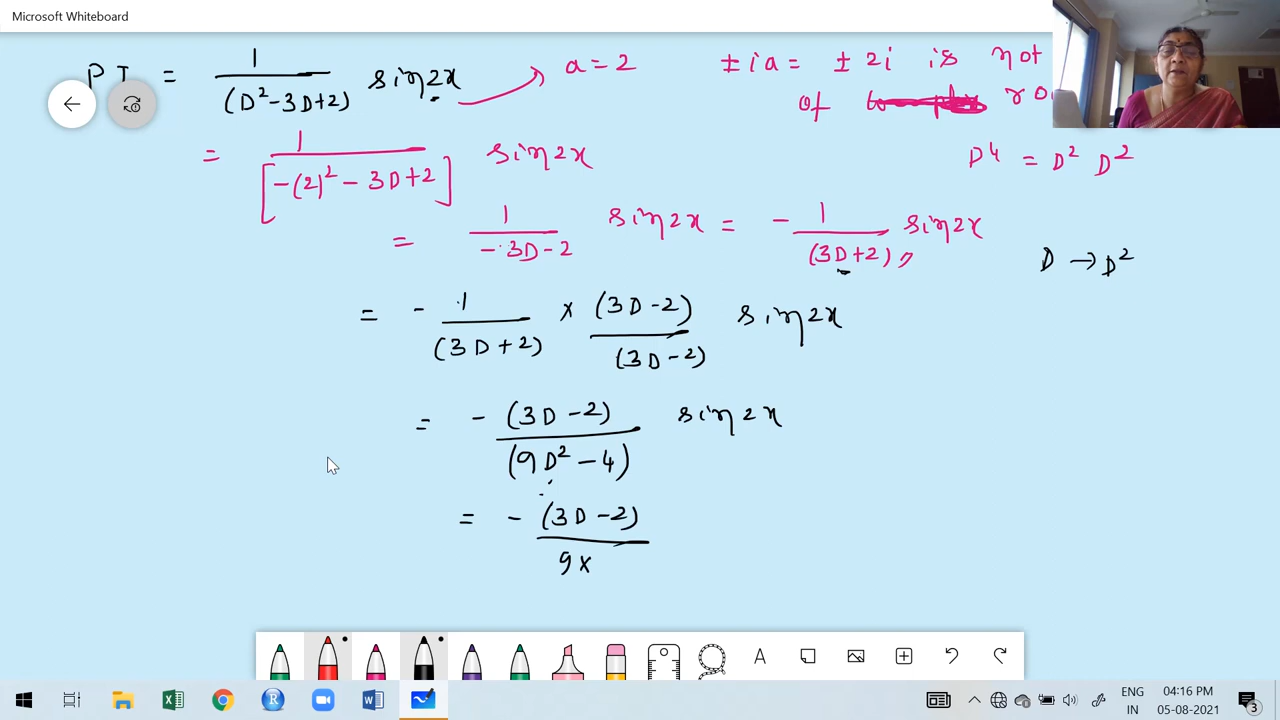 Microsoft Whiteboard
PI = 1/(D²-3D+2) sin2x → a=2 ±ia = ±2i is not
of
= 1/[-(2)²-3D+2] sin2x D⁴ = D² D²
= 1/-3D-2 sin2x = - 1/(3D+2) sin2x
D → D²
= - 1/(3D+2) × (3D-2)/(3D-2) sin2x
= - (3D-2)/(9D²-4) sin2x
= - (3D-2)/9x
A
ENG 04:16 PM
IN 05-08-2021 3